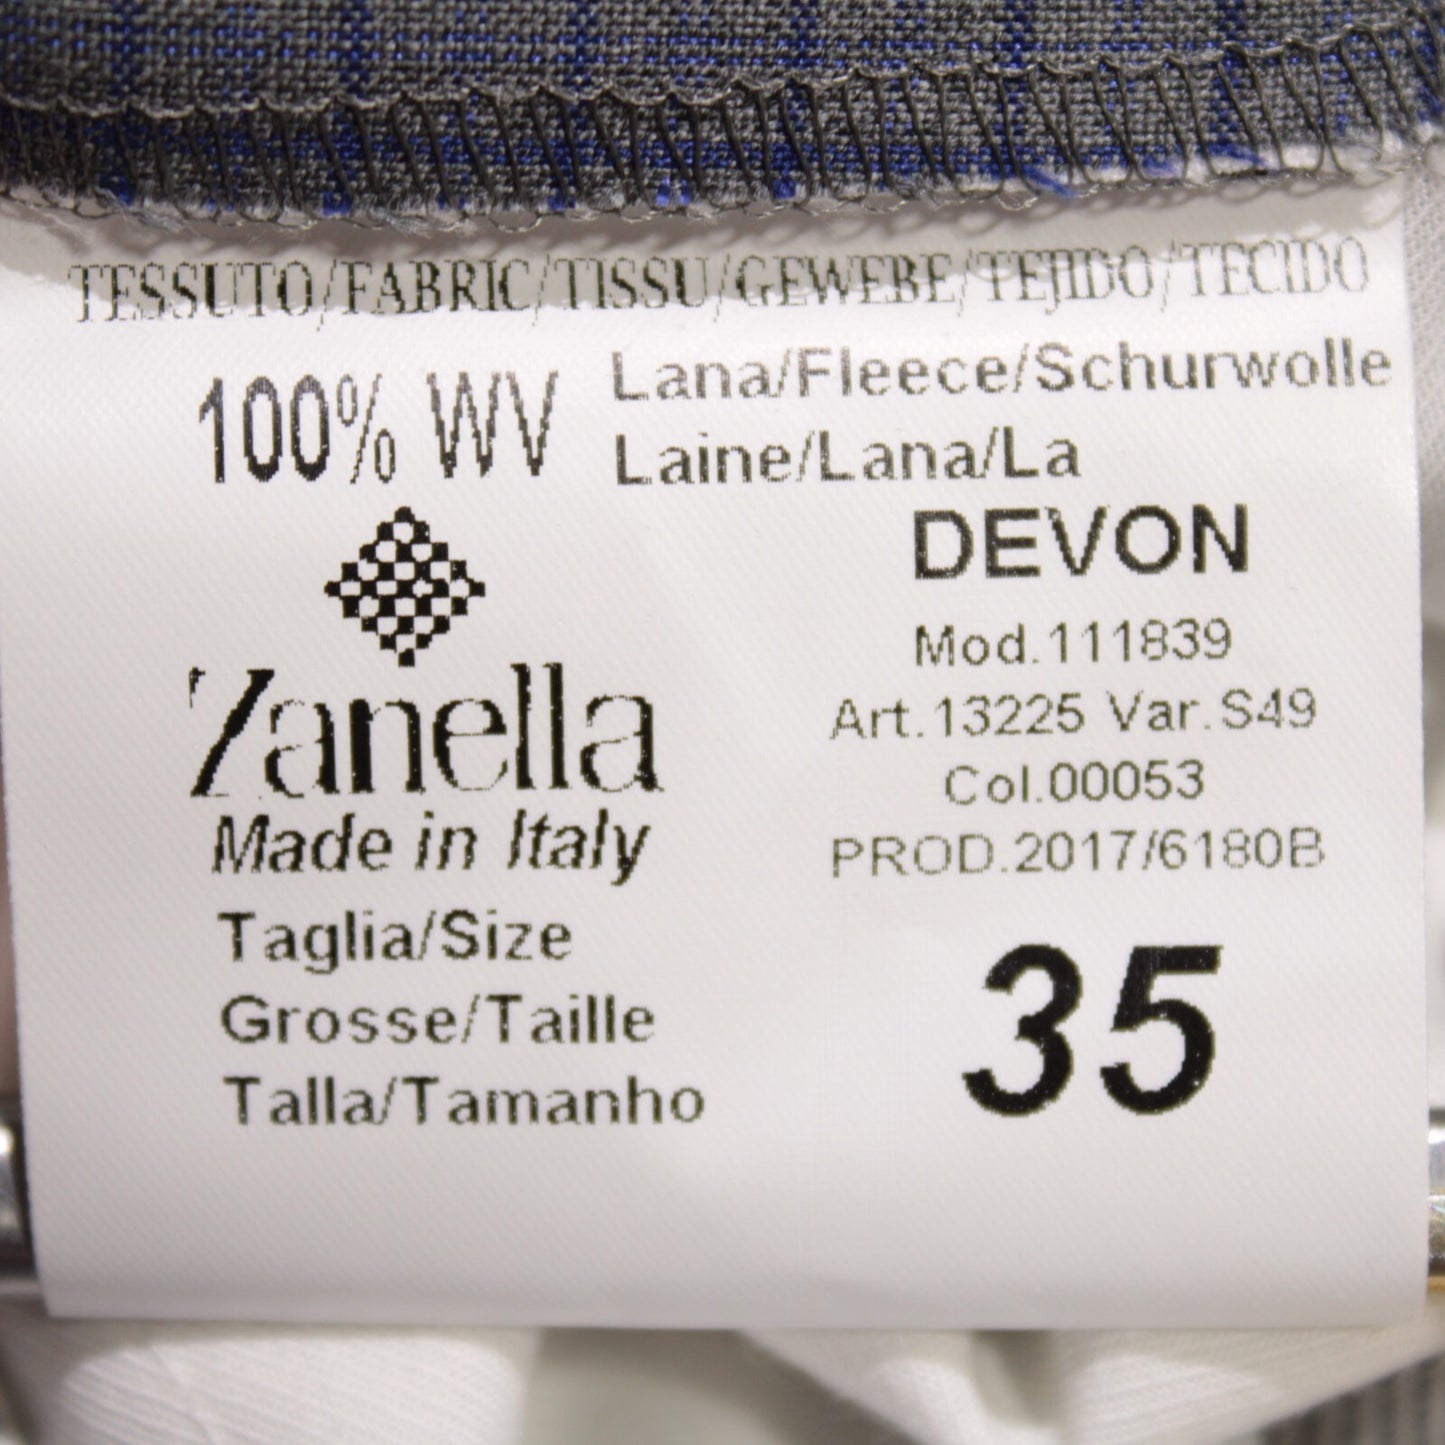 TESSUTO/FABRIC/TISSU/GEWEBE/TEJIDO/TECIDO
100% WV
Lana/Fleece/Schurwolle
Laine/Lana/La
Zanella
Made in Italy
DEVON
Mod.111839
Art.13225 Var.S49
Col.00053
PROD.2017/6180B
Taglia/Size
Grosse/Taille
Talla/Tamanho
35